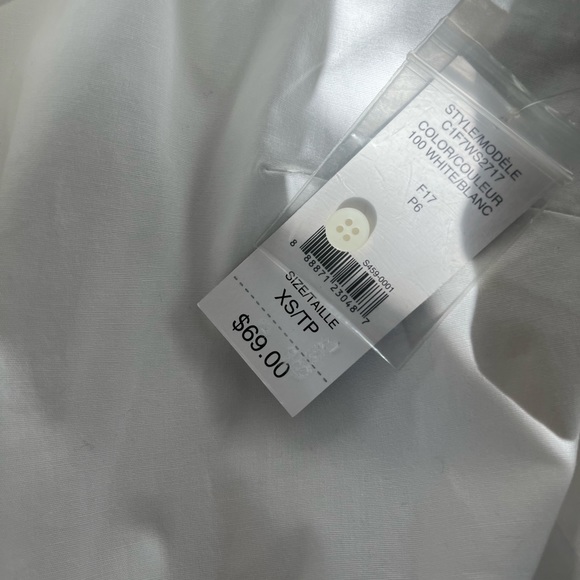 STYLE/MODÈLE
C1F7WS2717
COLOR/COULEUR
100 WHITE/BLANC
F17
P6
S459-0001
8 88871 23048 7
SIZE/TAILLE
XS/TP
$69.00